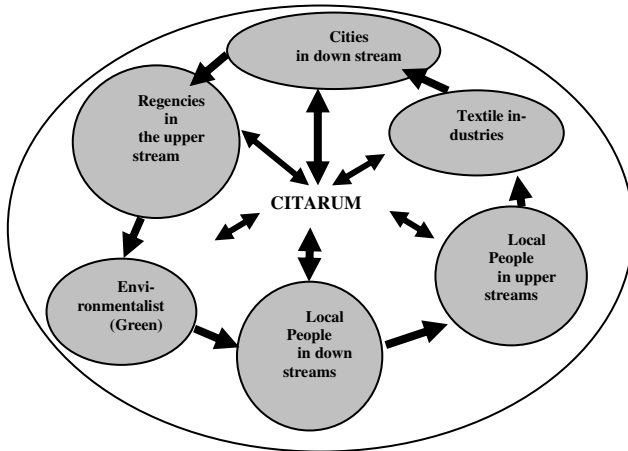 Cities
in down stream
Regencies
in
the upper
stream
Textile in-
dustries
CITARUM
Local
People
in upper
streams
Envi-
ronmentalist
(Green)
Local
People
in down
streams